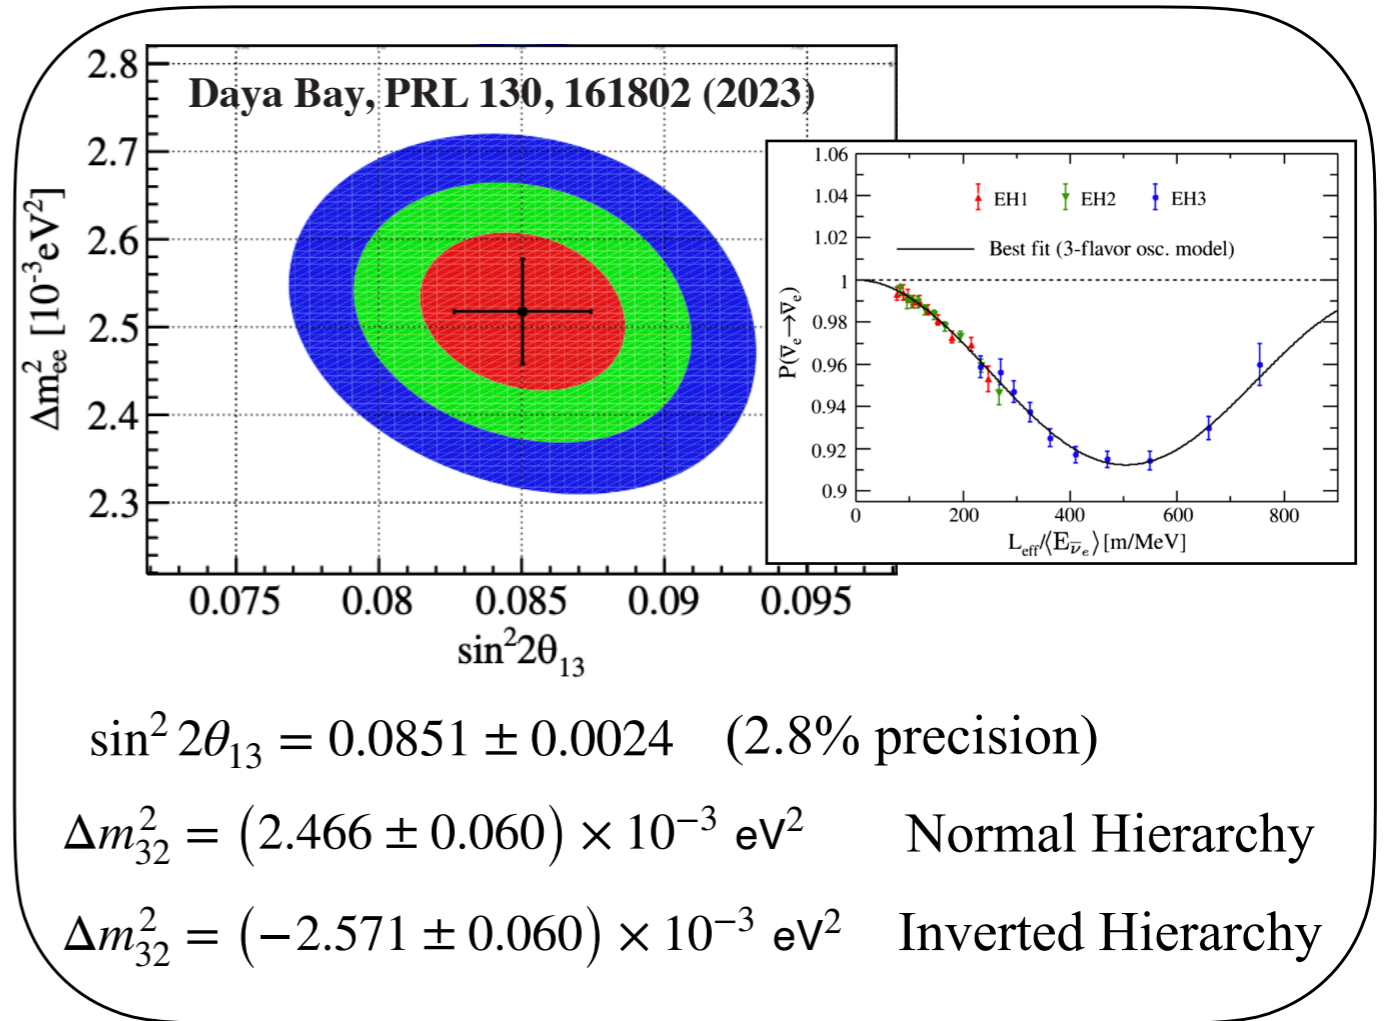 Daya Bay, PRL 130, 161802 (2023)
2.8
2.7
2.6
2.5
2.4
2.3
Δm²ee [10⁻³eV²]
0.075 0.08 0.085 0.09 0.095
sin²2θ₁₃
1.06
1.04
1.02
1
0.98
0.96
0.94
0.92
0.9
P(ν̅e→ν̅e)
EH1 EH2 EH3
Best fit (3-flavor osc. model)
0 200 400 600 800
Leff/⟨Eν̅e⟩ [m/MeV]
sin² 2θ₁₃ = 0.0851 ± 0.0024 (2.8% precision)
Δm²₃₂ = (2.466 ± 0.060) × 10⁻³ eV² Normal Hierarchy
Δm²₃₂ = (−2.571 ± 0.060) × 10⁻³ eV² Inverted Hierarchy